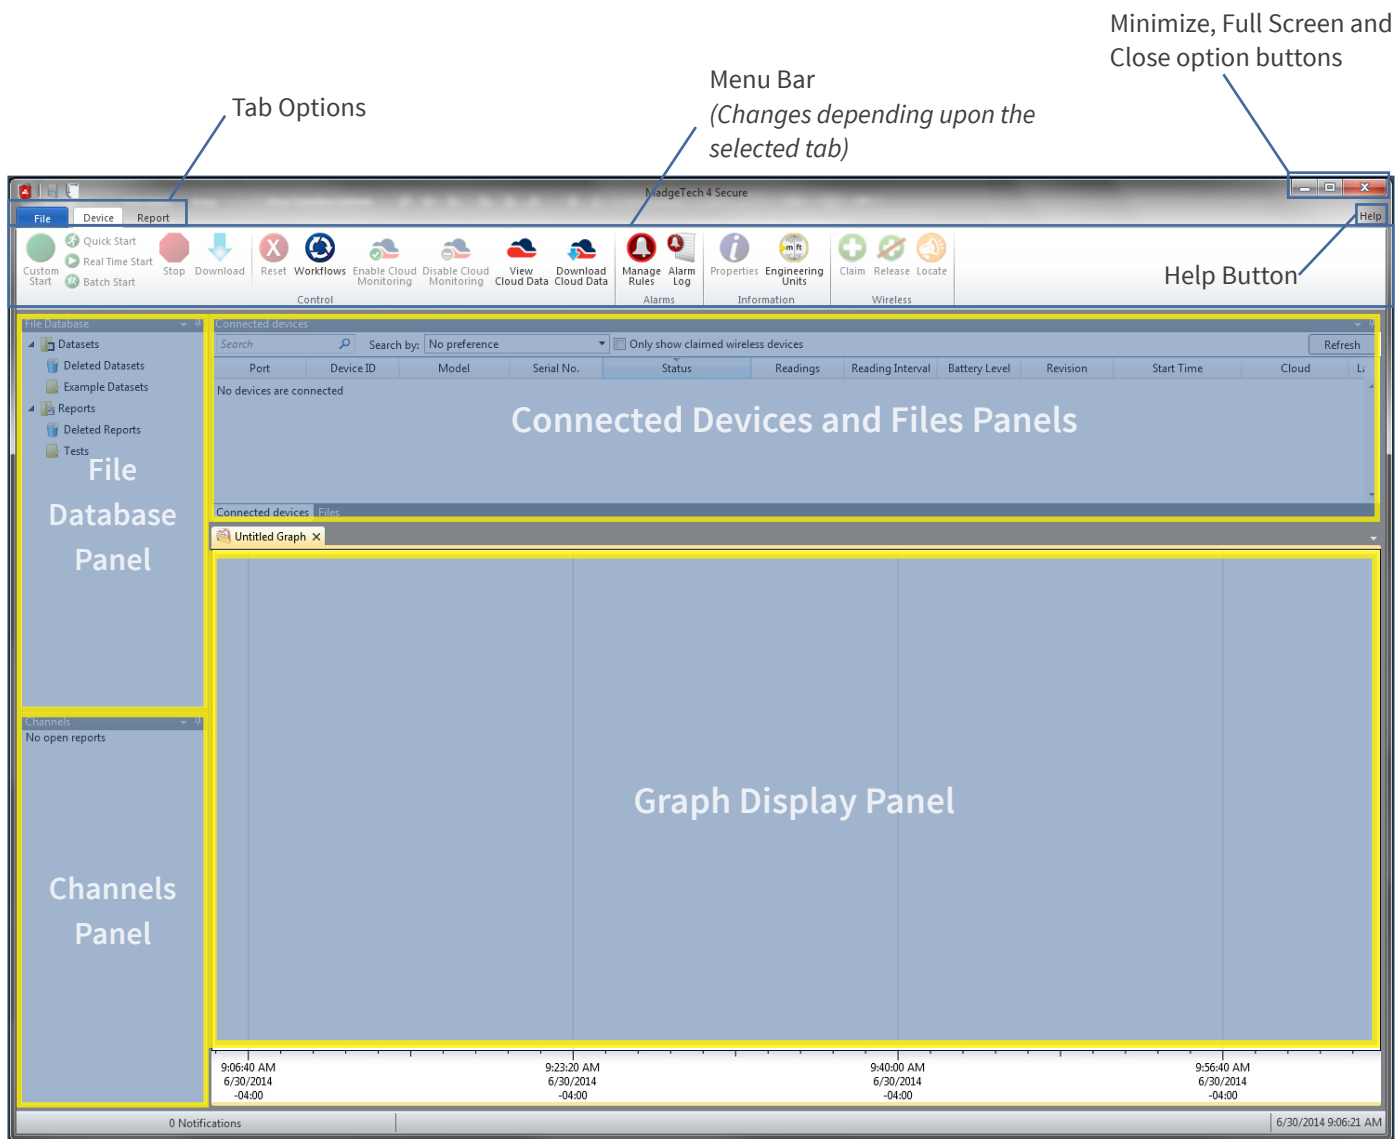 Minimize, Full Screen and
Close option buttons
Menu Bar
(Changes depending upon the
selected tab)
Tab Options
MadgeTech 4 Secure
File Device Report
Help
Custom
Start
Quick Start
Real Time Start
Batch Start
Stop
Download
Reset
Workflows
Enable Cloud
Monitoring
Disable Cloud
Monitoring
View
Cloud Data
Download
Cloud Data
Control
Manage
Rules
Alarm
Log
Alarms
Properties
Engineering
Units
Information
Claim Release Locate
Wireless
Help Button
File Database
Datasets
Deleted Datasets
Example Datasets
Reports
Deleted Reports
Tests
File
Database
Panel
Connected devices
Search
Search by: No preference
Only show claimed wireless devices
Refresh
Port Device ID Model Serial No. Status Readings Reading Interval Battery Level Revision Start Time Cloud
No devices are connected
Connected Devices and Files Panels
Connected devices Files
Untitled Graph
Graph Display Panel
Channels
No open reports
Channels
Panel
9:06:40 AM
6/30/2014
-04:00
9:23:20 AM
6/30/2014
-04:00
9:40:00 AM
6/30/2014
-04:00
9:56:40 AM
6/30/2014
-04:00
0 Notifications
6/30/2014 9:06:21 AM